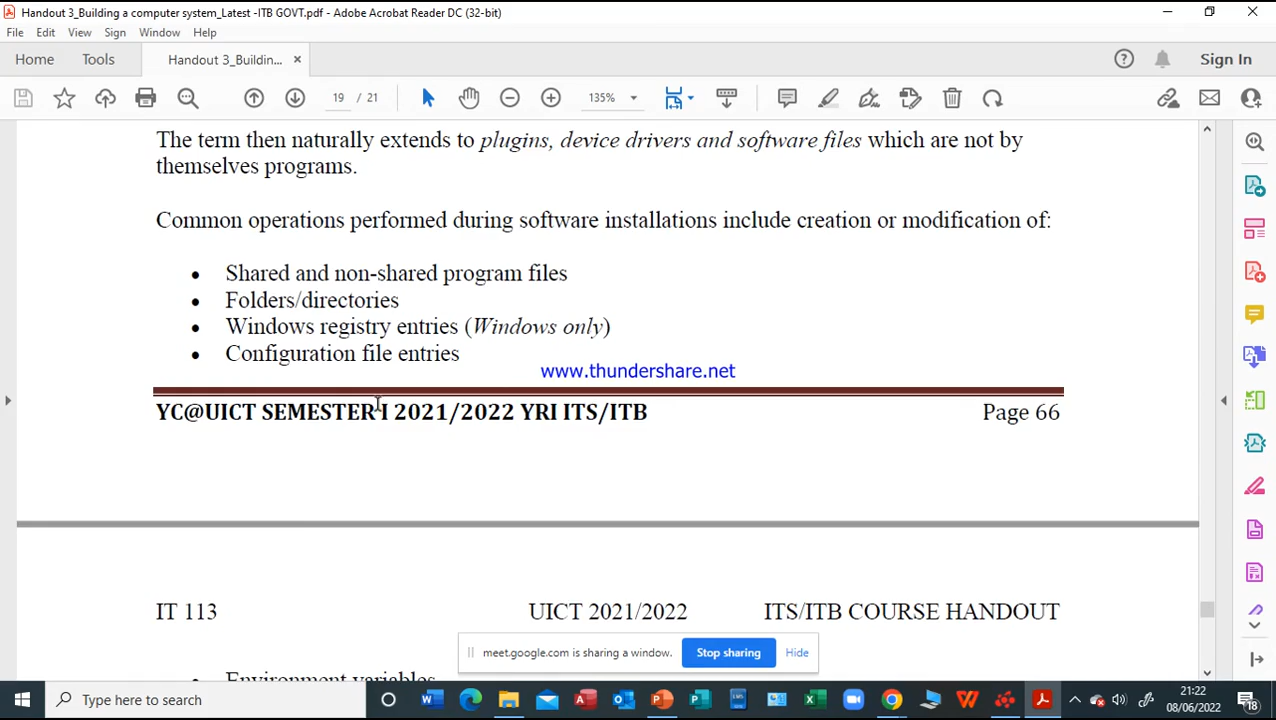 Handout 3_Building a computer system_Latest -ITB GOVT.pdf - Adobe Acrobat Reader DC (32-bit)
File Edit View Sign Window Help
Home Tools Handout 3_Buildin... × Sign In
19 / 21 135%
The term then naturally extends to plugins, device drivers and software files which are not by
themselves programs.
Common operations performed during software installations include creation or modification of:
• Shared and non-shared program files
• Folders/directories
• Windows registry entries (Windows only)
• Configuration file entries
www.thundershare.net
YC@UICT SEMESTER I 2021/2022 YRI ITS/ITB Page 66
IT 113 UICT 2021/2022 ITS/ITB COURSE HANDOUT
meet.google.com is sharing a window. Stop sharing Hide
• Environment variables
Type here to search
21:22
08/06/2022
18